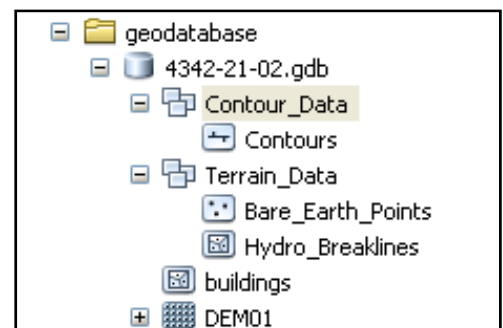 geodatabase
4342-21-02.gdb
Contour_Data
Contours
Terrain_Data
Bare_Earth_Points
Hydro_Breaklines
buildings
DEM01